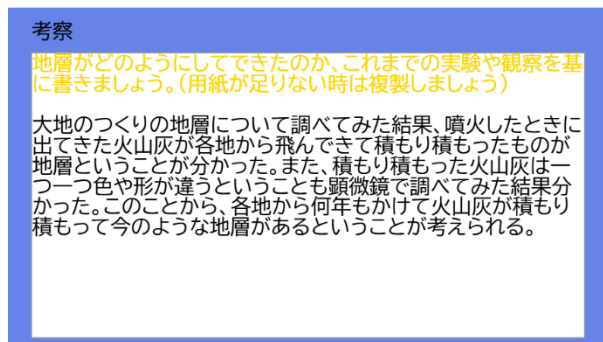 考察
地層がどのようにしてできたのか、これまでの実験や観察を基
に書きましょう。（用紙が足りない時は複製しましょう）
大地のつくりの地層について調べてみた結果、噴火したときに
出てきた火山灰が各地から飛んできて積もり積もったものが
地層ということが分かった。また、積もり積もった火山灰は一
つ一つ色や形が違うということも顕微鏡で調べてみた結果分
かった。このことから、各地から何年もかけて火山灰が積もり
積もって今のような地層があるということが考えられる。